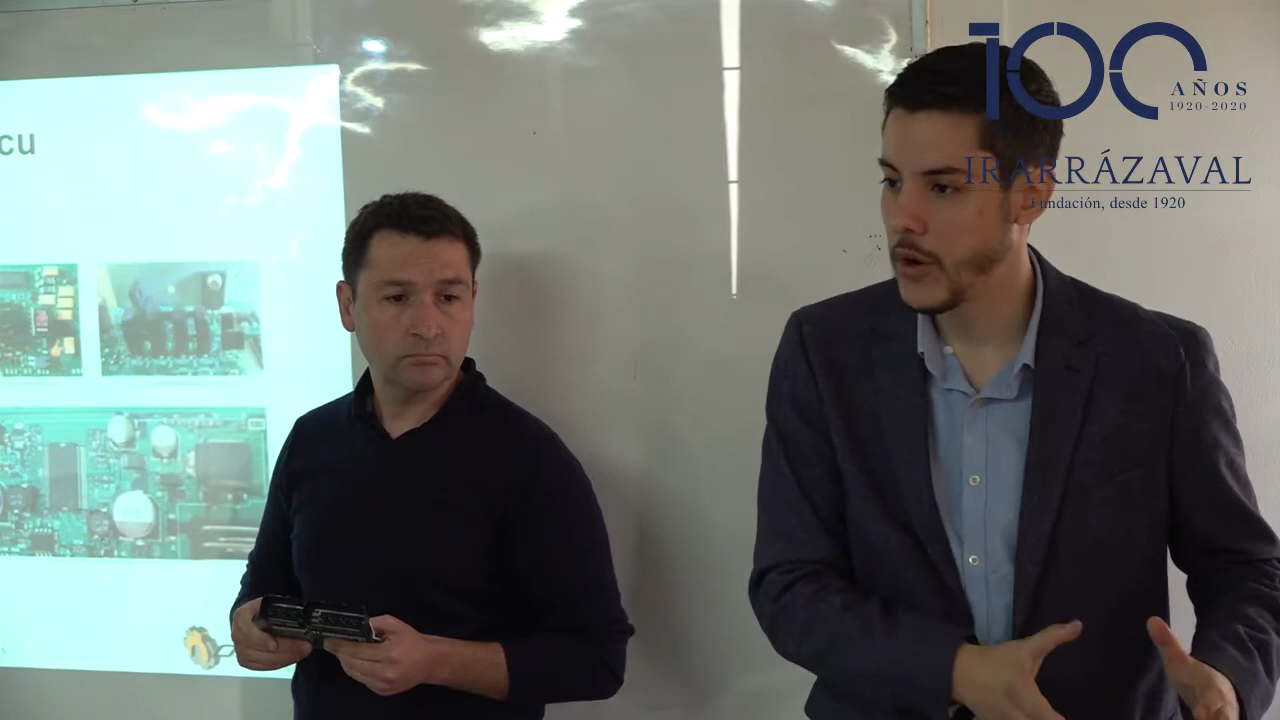 cu
100
AÑOS
1920-2020
IRARRÁZAVAL
Fundación, desde 1920